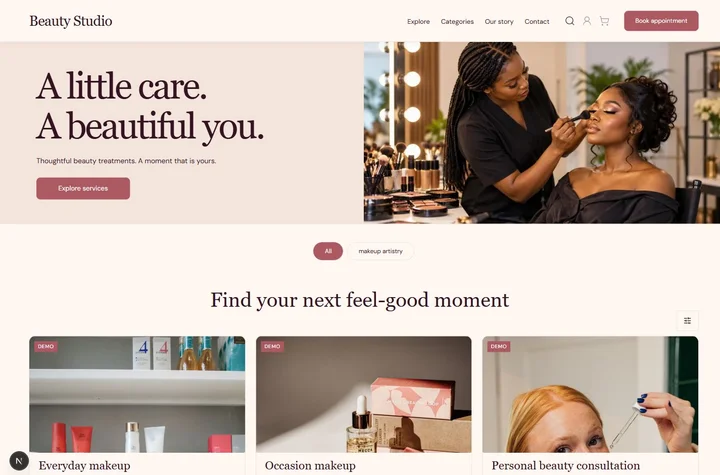 Beauty Studio
Explore Categories Our story Contact
Book appointment
A little care.
A beautiful you.
Thoughtful beauty treatments. A moment that is yours.
Explore services
All
makeup artistry
Find your next feel-good moment
DEMO
DEMO
DEMO
N
Everyday makeup
Occasion makeup
Personal beauty consultation